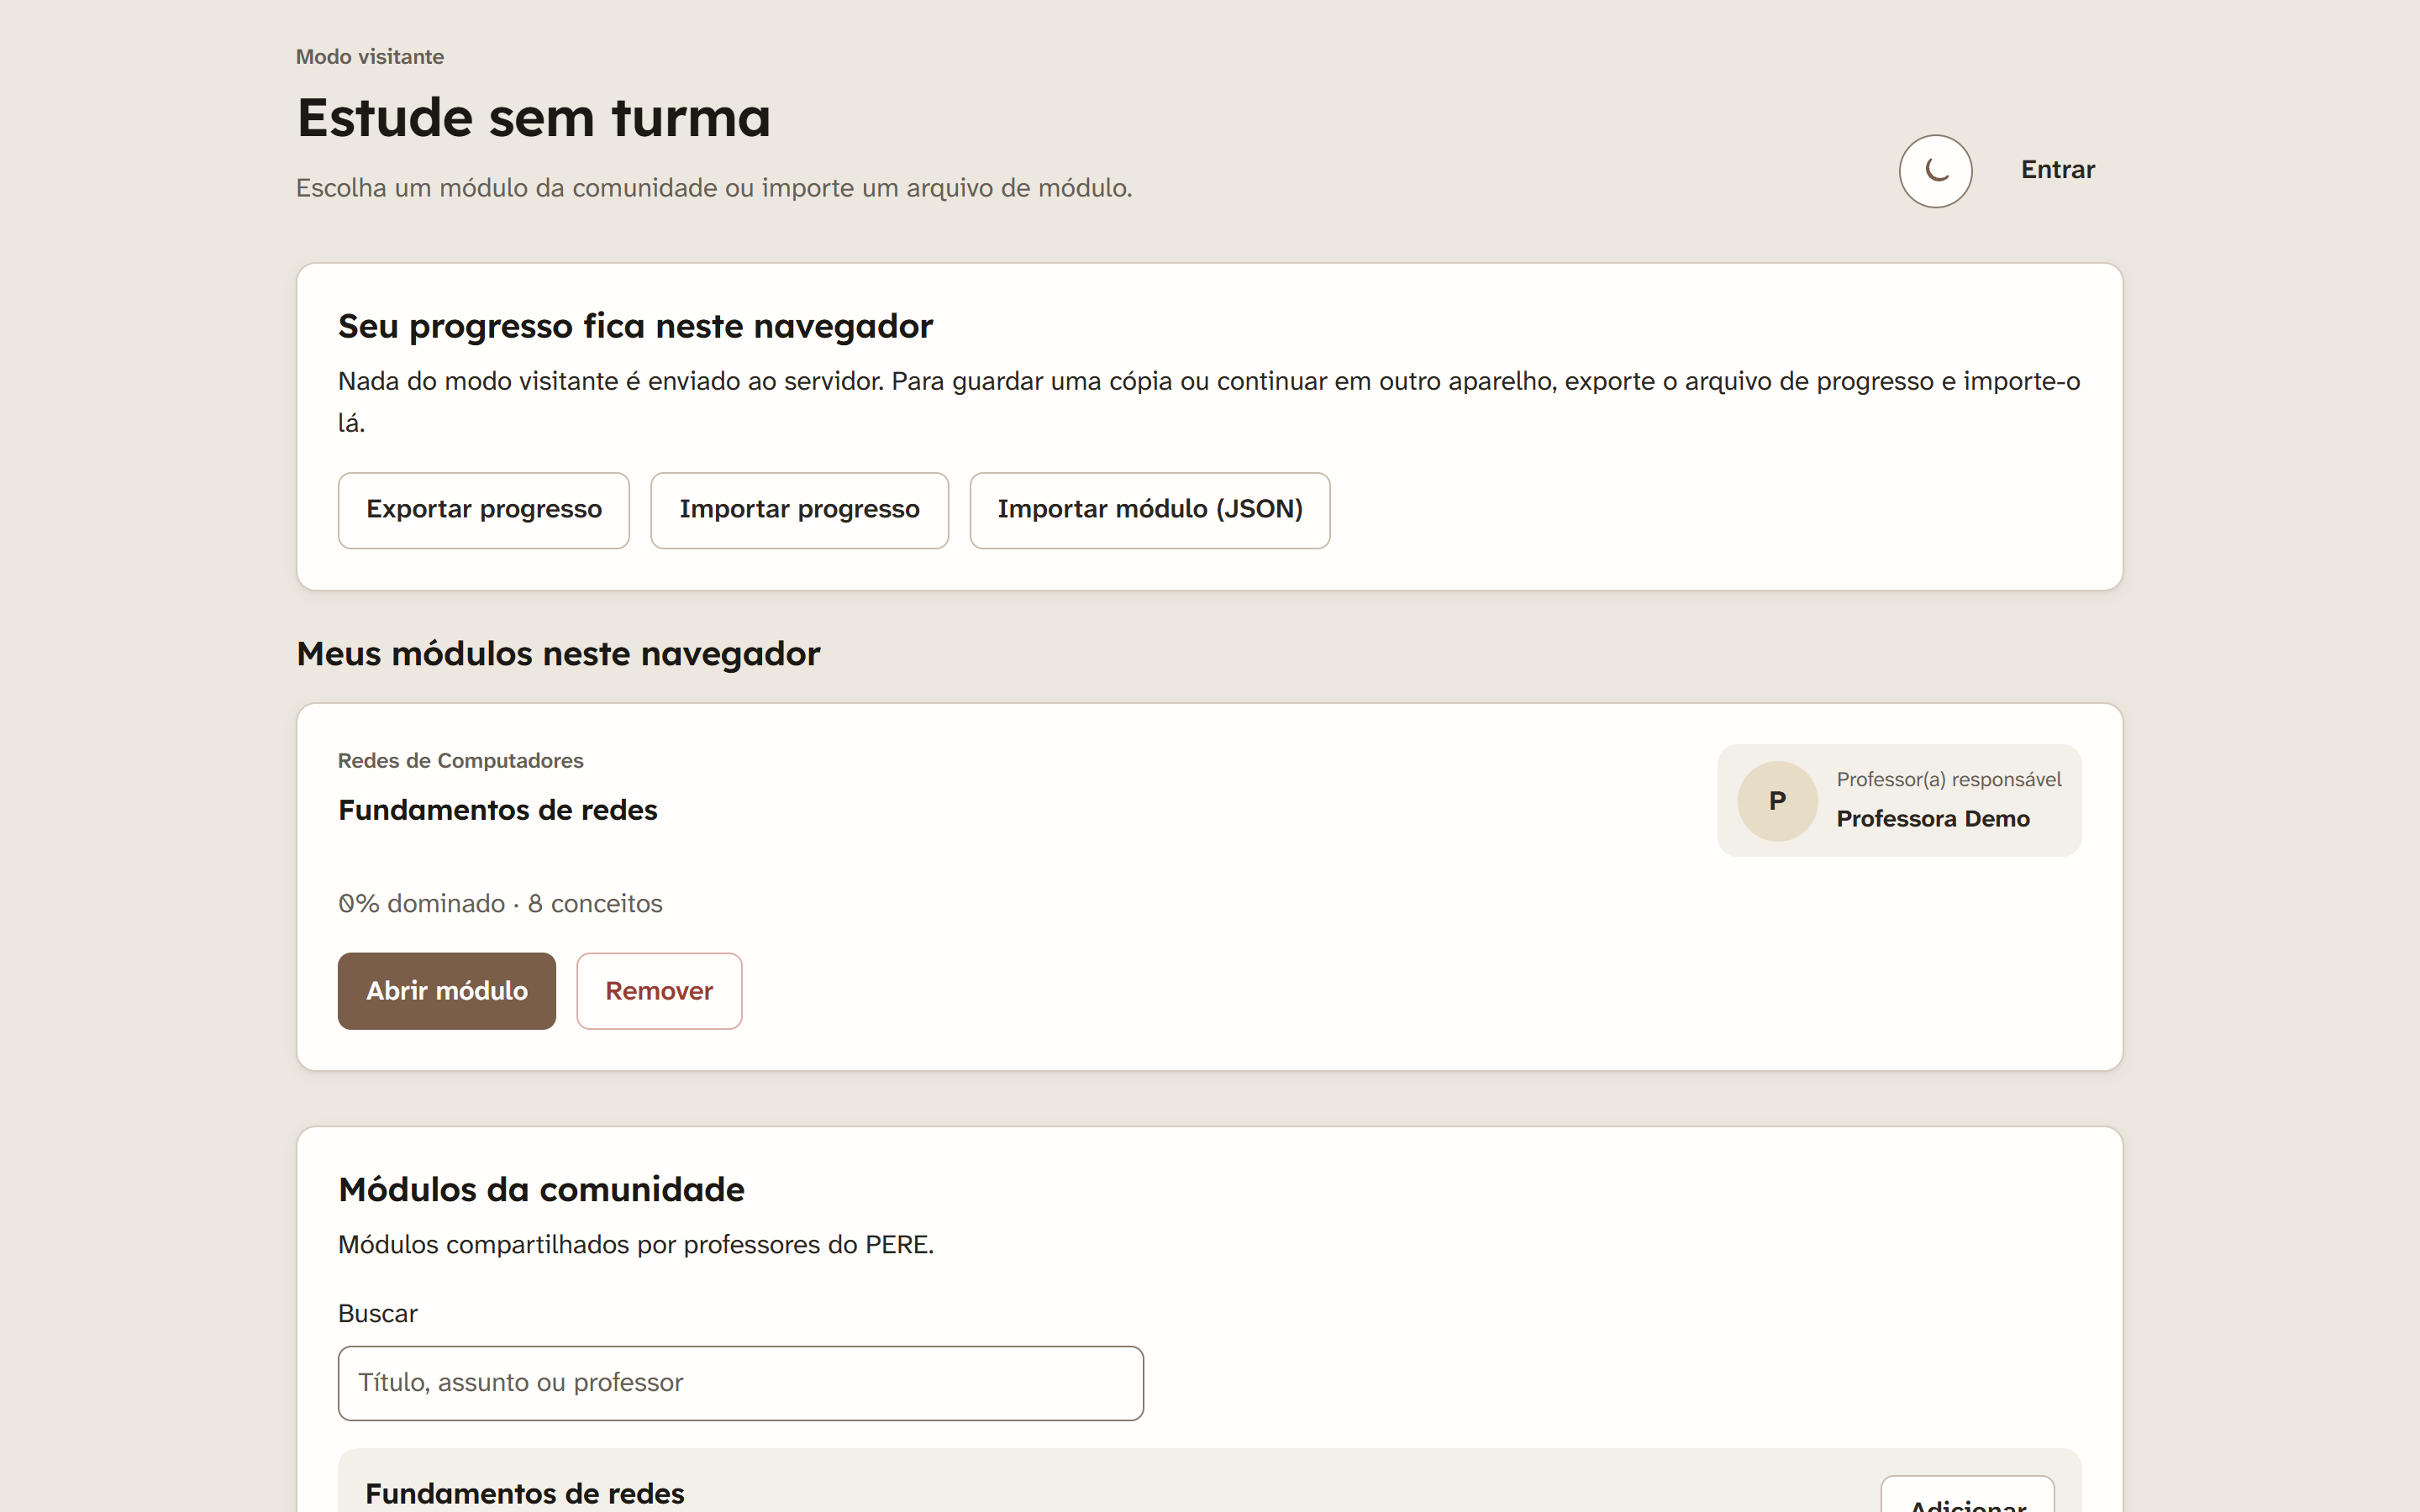 Modo visitante
Estude sem turma
Escolha um módulo da comunidade ou importe um arquivo de módulo.
Entrar
Seu progresso fica neste navegador
Nada do modo visitante é enviado ao servidor. Para guardar uma cópia ou continuar em outro aparelho, exporte o arquivo de progresso e importe-o
lá.
Exportar progresso
Importar progresso
Importar módulo (JSON)
Meus módulos neste navegador
Redes de Computadores
Fundamentos de redes
P
Professor(a) responsável
Professora Demo
0% dominado · 8 conceitos
Abrir módulo
Remover
Módulos da comunidade
Módulos compartilhados por professores do PERE.
Buscar
Título, assunto ou professor
Fundamentos de redes
Adicionar